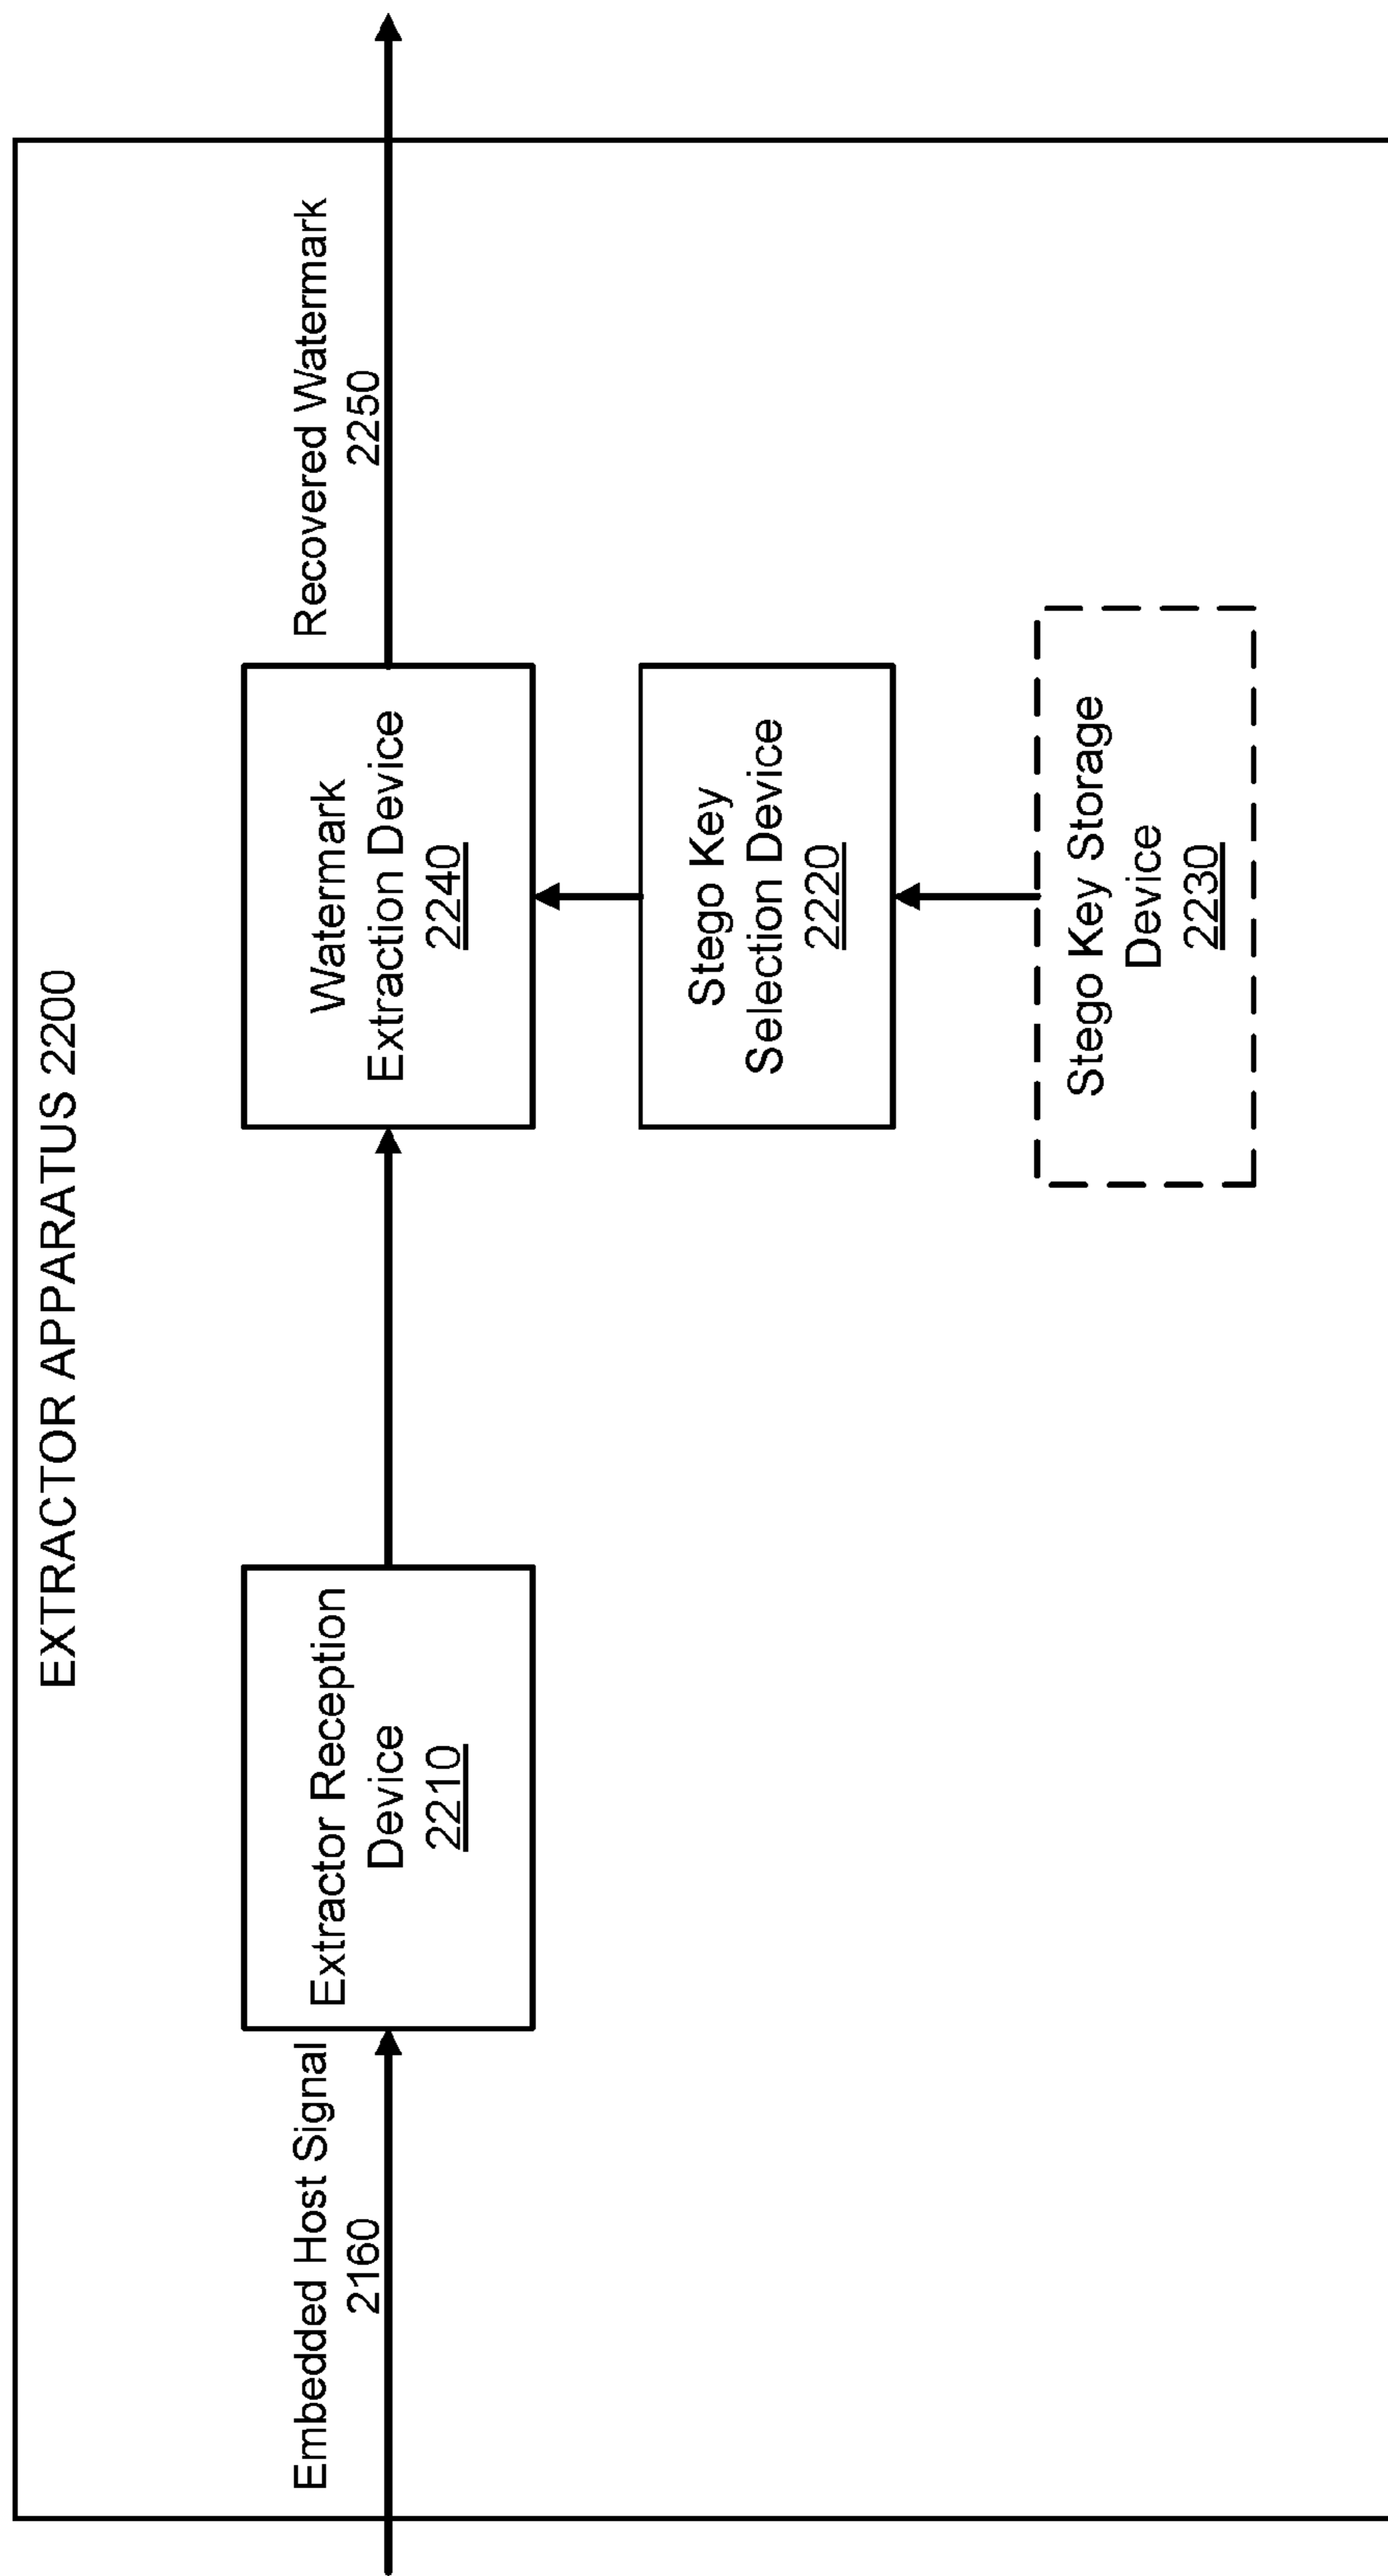 EXTRACTOR APPARATUS 2200
Embedded Host Signal
2160
Extractor Reception
Device
2210
Watermark
Extraction Device
2240
Recovered Watermark
2250
Stego Key
Selection Device
2220
Stego Key Storage
Device
2230